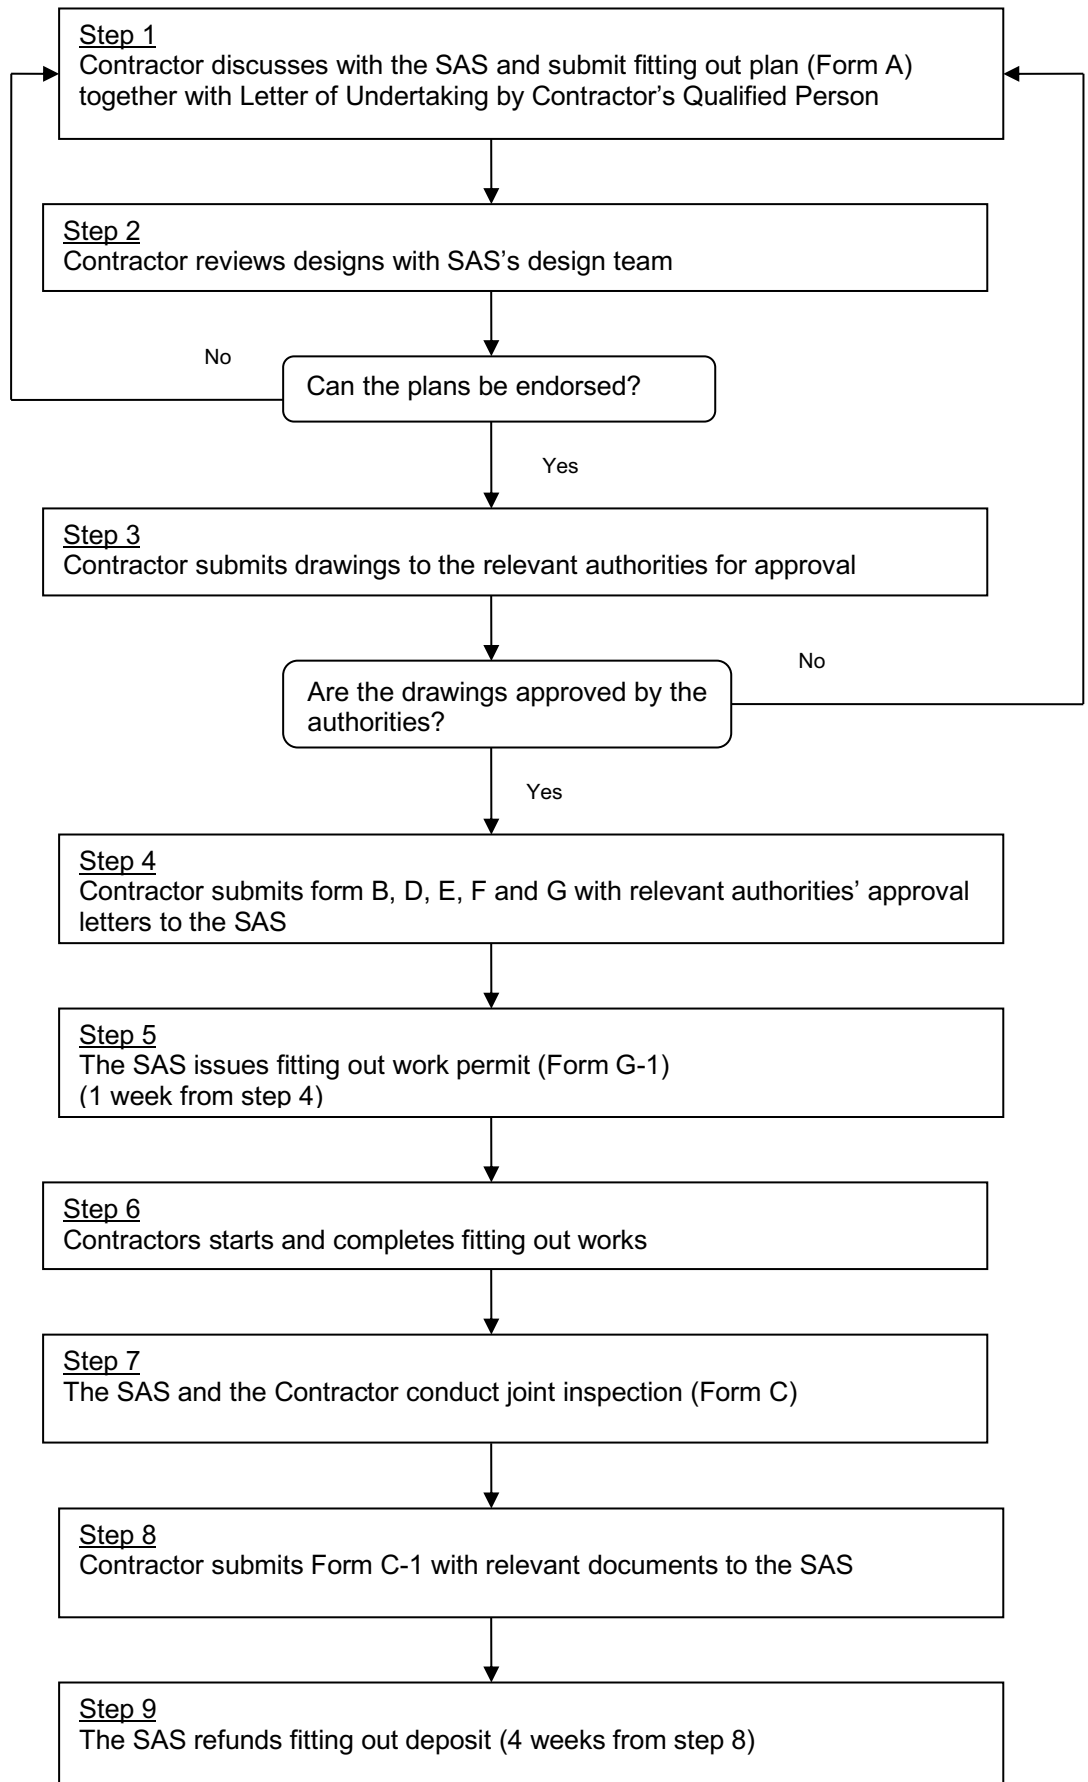 Step 1
Contractor discusses with the SAS and submit fitting out plan (Form A)
together with Letter of Undertaking by Contractor’s Qualified Person
Step 2
Contractor reviews designs with SAS’s design team
No
Can the plans be endorsed?
Yes
Step 3
Contractor submits drawings to the relevant authorities for approval
No
Are the drawings approved by the
authorities?
Yes
Step 4
Contractor submits form B, D, E, F and G with relevant authorities’ approval
letters to the SAS
Step 5
The SAS issues fitting out work permit (Form G-1)
(1 week from step 4)
Step 6
Contractors starts and completes fitting out works
Step 7
The SAS and the Contractor conduct joint inspection (Form C)
Step 8
Contractor submits Form C-1 with relevant documents to the SAS
Step 9
The SAS refunds fitting out deposit (4 weeks from step 8)